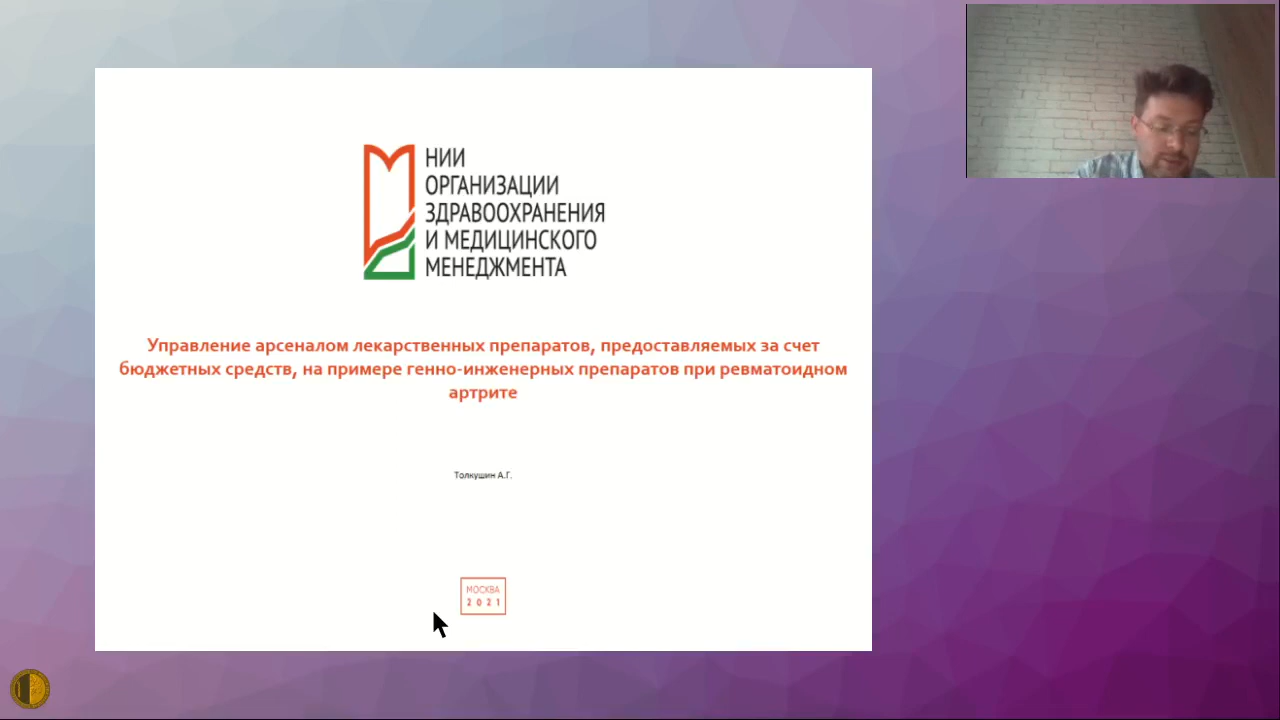 НИИ
ОРГАНИЗАЦИИ
ЗДРАВООХРАНЕНИЯ
И МЕДИЦИНСКОГО
МЕНЕДЖМЕНТА
Управление арсеналом лекарственных препаратов, предоставляемых за счет
бюджетных средств, на примере генно-инженерных препаратов при ревматоидном
артрите
Толкушин А.Г.
МОСКВА
2021